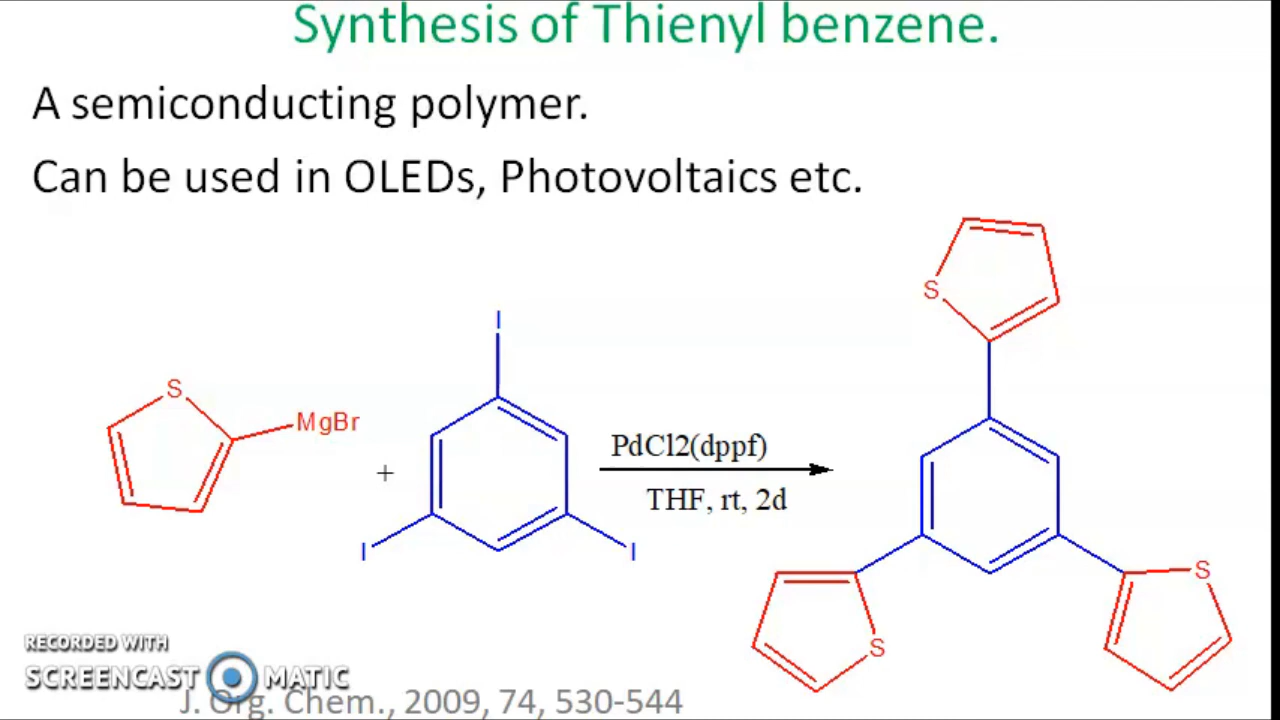 Synthesis of Thienyl benzene.
A semiconducting polymer.
Can be used in OLEDs, Photovoltaics etc.
S
S
I
S
MgBr
+
PdCl2(dppf)
THF, rt, 2d
I
I
S
S
RECORDED WITH
SCREENCAST MATIC
J. Org. Chem., 2009, 74, 530-544